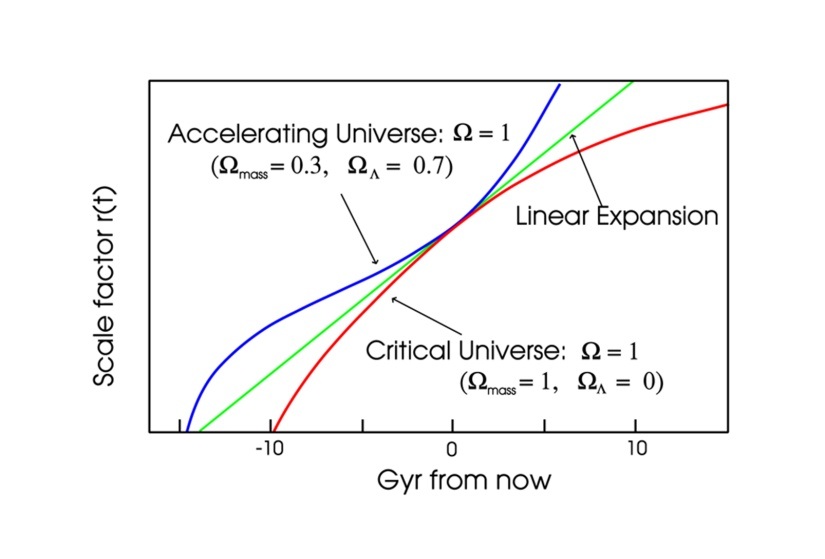 Accelerating Universe: Ω = 1
(Ωmass = 0.3, ΩΛ = 0.7)
Linear Expansion
Scale factor r(t)
Critical Universe: Ω = 1
(Ωmass = 1, ΩΛ = 0)
-10 0 10
Gyr from now